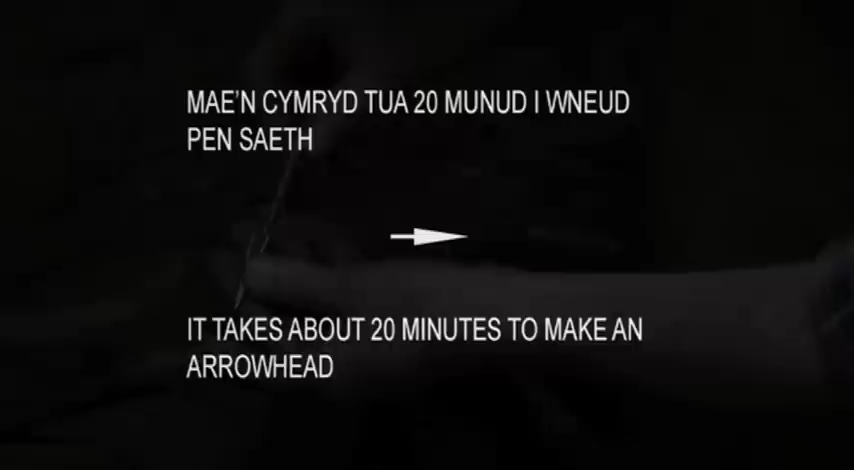 MAE'N CYMRYD TUA 20 MUNUD I WNEUD
PEN SAETH
IT TAKES ABOUT 20 MINUTES TO MAKE AN
ARROWHEAD